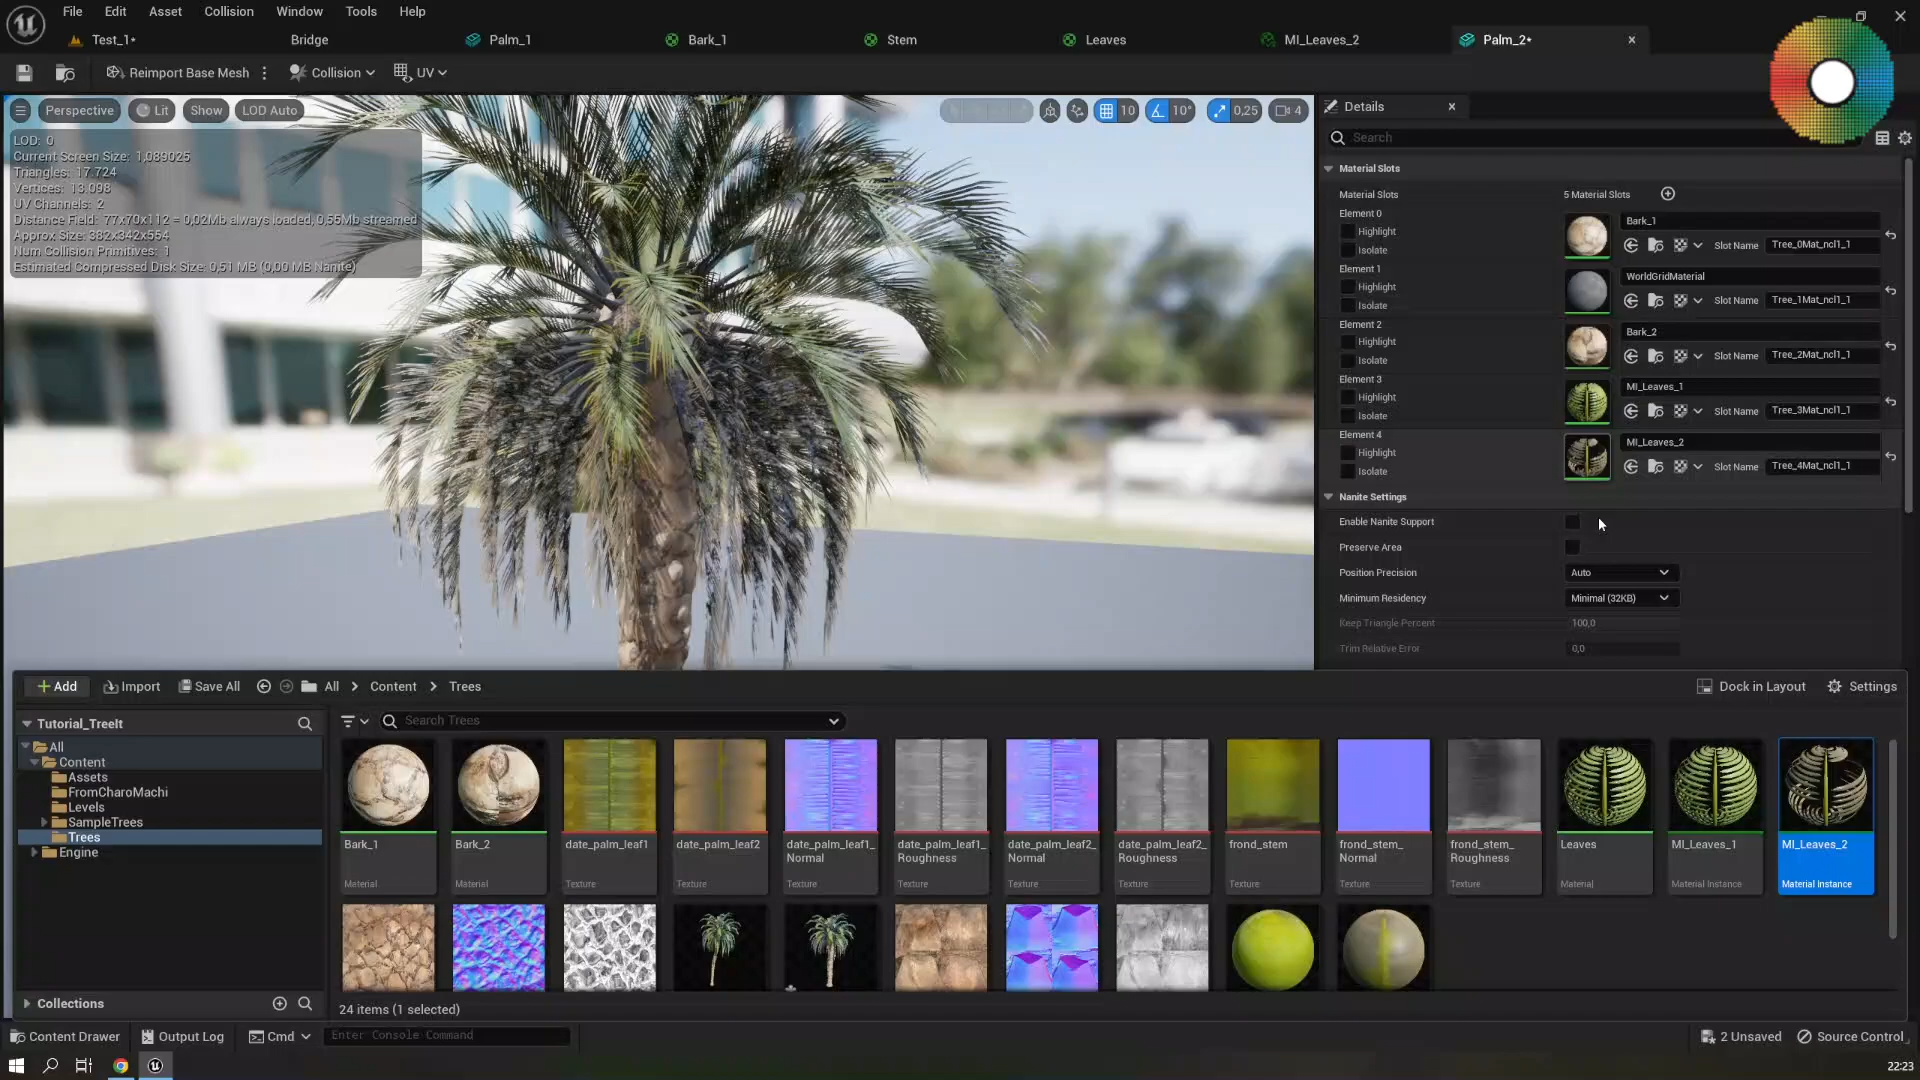 File Edit Asset Collision Window Tools Help
Test_1* Bridge Palm_1 Bark_1 Stem Leaves MI_Leaves_2 Palm_2*
Reimport Base Mesh Collision UV
Perspective Lit Show LOD Auto 10 10° 0,25 4
LOD: 0
Current Screen Size: 1,089025
Triangles: 17.724
Vertices: 13.098
UV Channels: 2
Distance Field: 77x70x112 = 0,02Mb always loaded, 0,55Mb streamed
Approx Size: 382x342x554
Num Collision Primitives: 1
Estimated Compressed Disk Size: 0,51 MB (0,00 MB Nanite)
Details
Search
Material Slots
Material Slots 5 Material Slots
Element 0
Highlight
Isolate
Bark_1
Slot Name Tree_0Mat_ncl1_1
Element 1
Highlight
Isolate
WorldGridMaterial
Slot Name Tree_1Mat_ncl1_1
Element 2
Highlight
Isolate
Bark_2
Slot Name Tree_2Mat_ncl1_1
Element 3
Highlight
Isolate
MI_Leaves_1
Slot Name Tree_3Mat_ncl1_1
Element 4
Highlight
Isolate
MI_Leaves_2
Slot Name Tree_4Mat_ncl1_1
Nanite Settings
Enable Nanite Support
Preserve Area
Position Precision Auto
Minimum Residency Minimal (32KB)
Keep Triangle Percent 100,0
Trim Relative Error 0,0
Add Import Save All All Content Trees Dock in Layout Settings
Tutorial_TreeIt
All
Content
Assets
FromCharoMachi
Levels
SampleTrees
Trees
Engine
Collections
Search Trees
Bark_1
Material
Bark_2
Material
date_palm_leaf1
Texture
date_palm_leaf2
Texture
date_palm_leaf1_
Normal
Texture
date_palm_leaf1_
Roughness
Texture
date_palm_leaf2_
Normal
Texture
date_palm_leaf2_
Roughness
Texture
frond_stem
Texture
frond_stem_
Normal
Texture
frond_stem_
Roughness
Texture
Leaves
Material
MI_Leaves_1
Material Instance
MI_Leaves_2
Material Instance
24 items (1 selected)
Content Drawer Output Log Cmd Enter Console Command 2 Unsaved Source Control
22:23